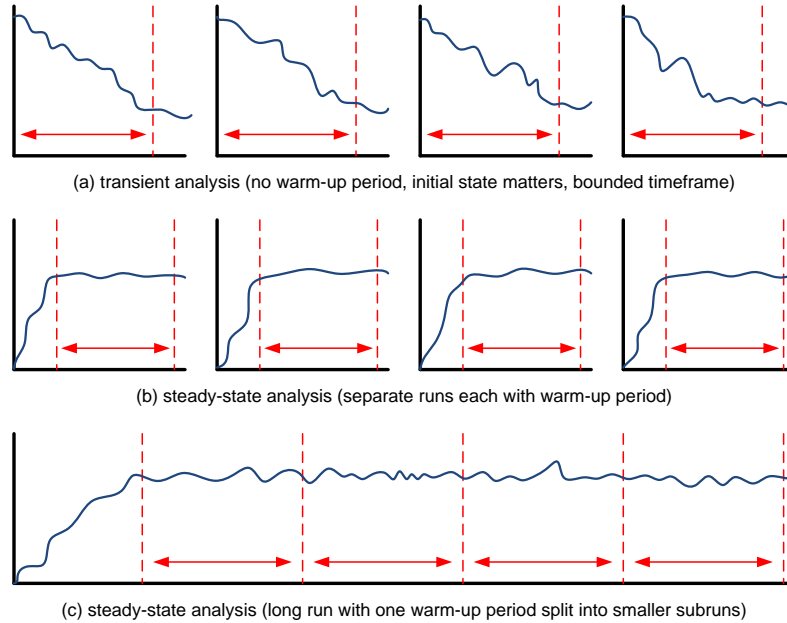 (a) transient analysis (no warm-up period, initial state matters, bounded timeframe)
(b) steady-state analysis (separate runs each with warm-up period)
(c) steady-state analysis (long run with one warm-up period split into smaller subruns)